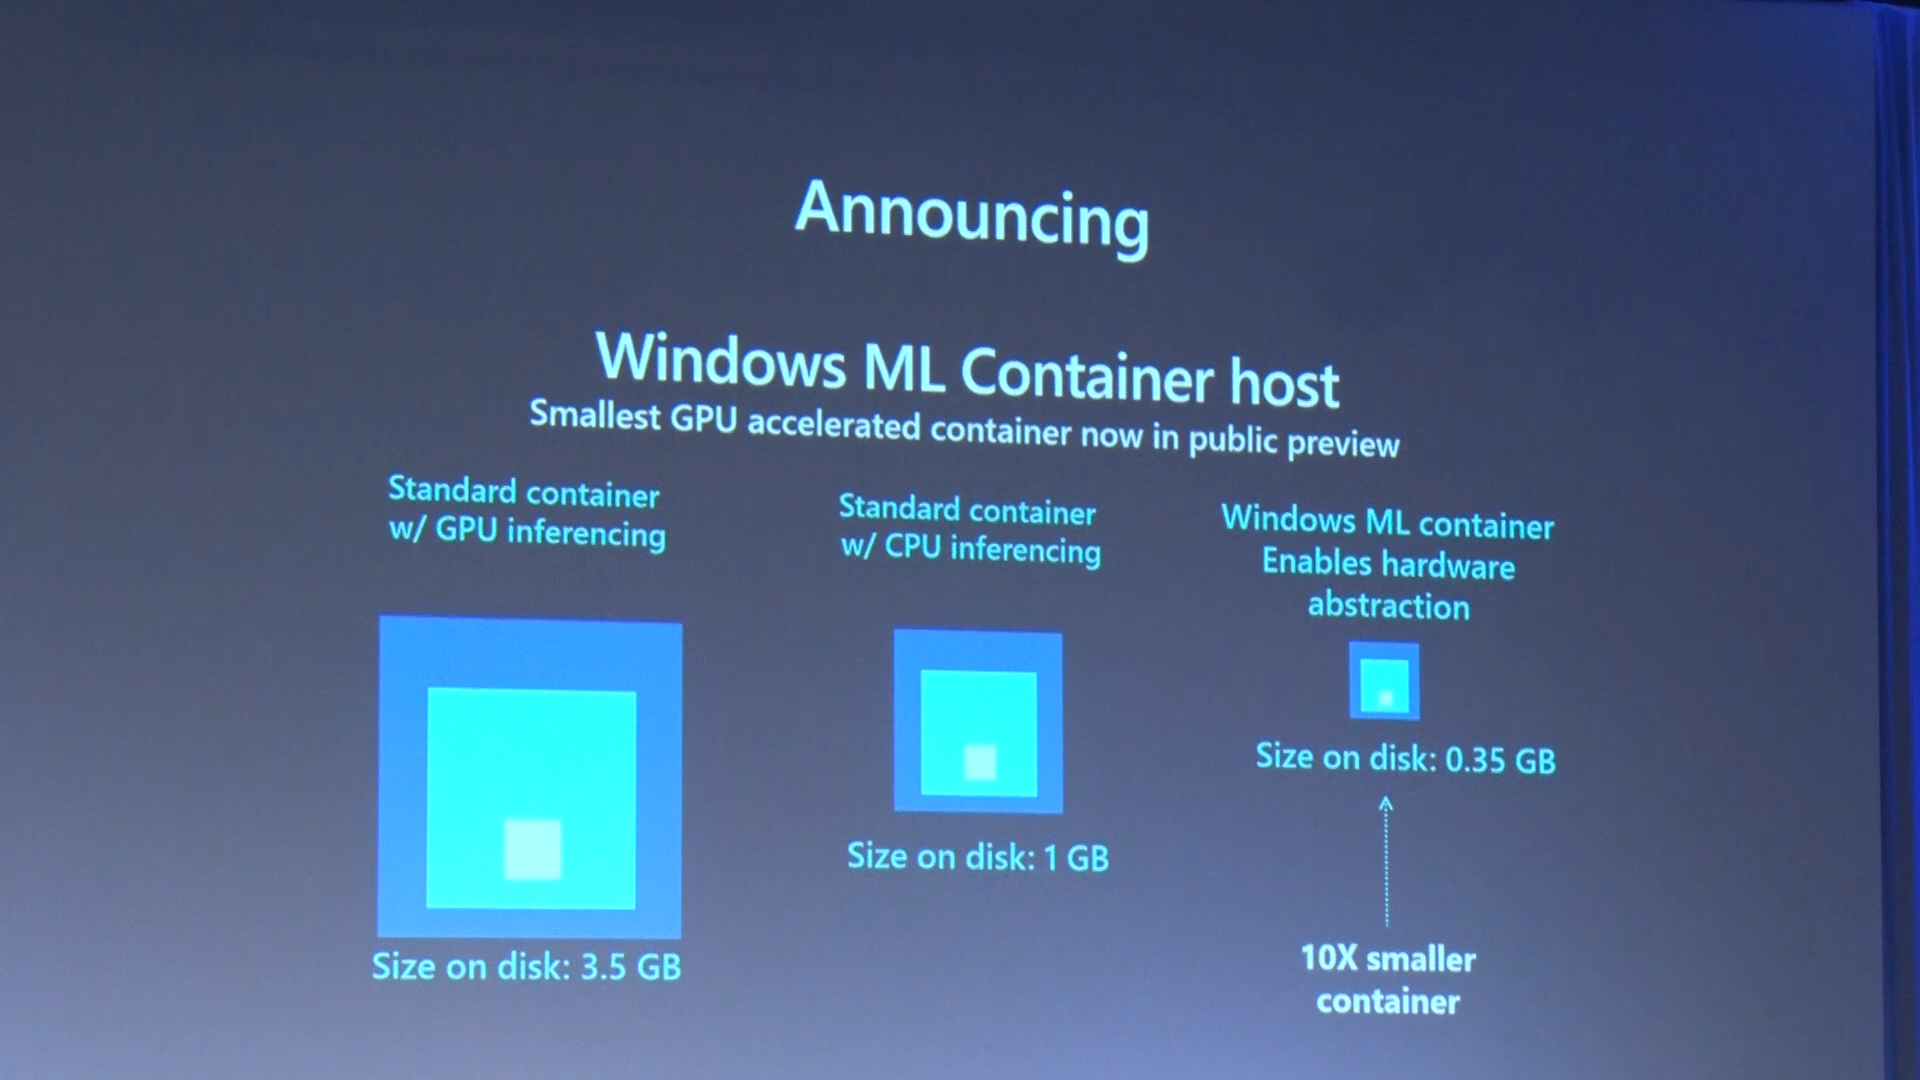 Announcing
Windows ML Container host
Smallest GPU accelerated container now in public preview
Standard container
w/ GPU inferencing
Size on disk: 3.5 GB
Standard container
w/ CPU inferencing
Size on disk: 1 GB
Windows ML container
Enables hardware
abstraction
Size on disk: 0.35 GB
10X smaller
container